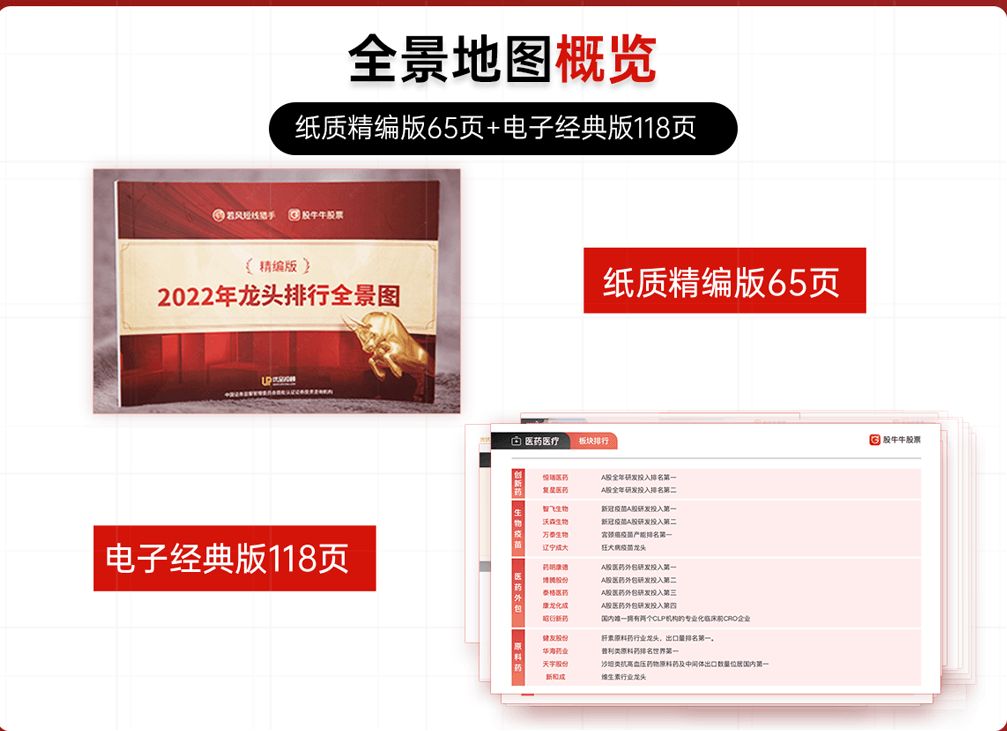 全景地图概览
纸质精编版65页+电子经典版118页
若风短线猎手 股牛牛股票
精编版
2022年龙头排行全景图
优品投顾
纸质精编版65页
电子经典版118页
医药医疗 板块排行 股牛牛股票
创新药
恒瑞医药 A股全年研发投入排名第一
复星医药 A股全年研发投入排名第二
生物疫苗
智飞生物 新冠疫苗A股研发投入第一
沃森生物 新冠疫苗A股研发投入第二
万泰生物 宫颈癌疫苗产能排名第一
辽宁成大 狂犬病疫苗龙头
医药外包
药明康德 A股医药外包研发投入第一
博腾股份 A股医药外包研发投入第二
泰格医药 A股医药外包研发投入第三
康龙化成 A股医药外包研发投入第四
昭衍新药 国内唯一拥有两个CLP机构的专业化临床前CRO企业
原料药
健友股份 肝素原料药行业龙头，出口量排名第一。
华海药业 普利类原料药排名世界第一
天宇股份 沙坦类抗高血压药物原料药及中间体出口数量位居国内第一
新和成 维生素行业龙头